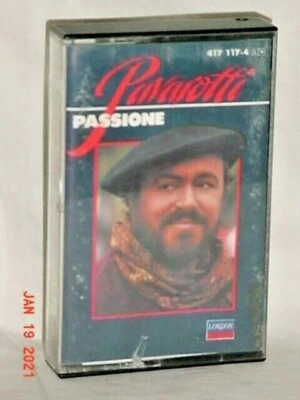 417 117-4
Pavarotti
PASSIONE
LONDON
JAN 19 2021